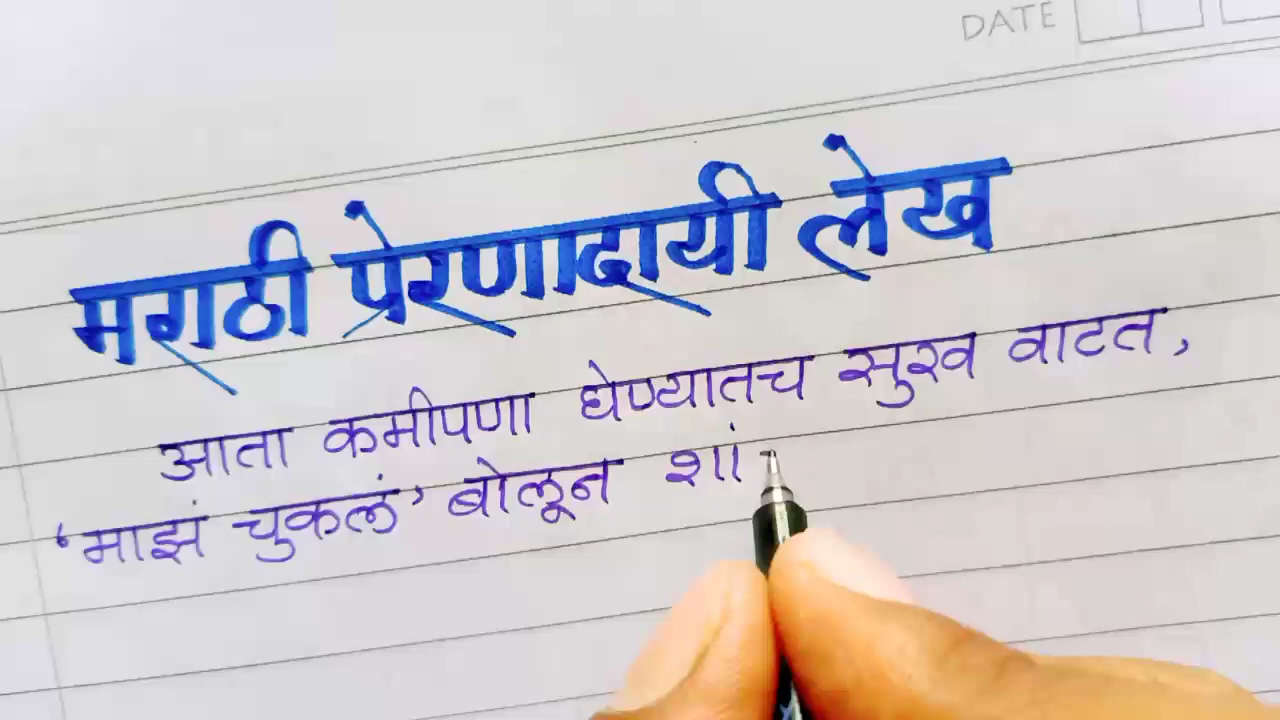 DATE
मराठी प्रेरणादायी लेख
आता कमीपणा घेण्यातच सुख वाटत,
‘माझं चुकलं’ बोलून शां